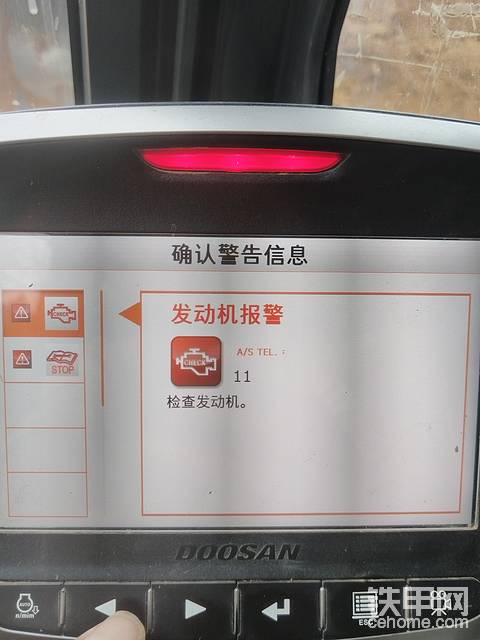 确认警告信息
CHECK
STOP
发动机报警
CHECK
A/S TEL. :
11
检查发动机。
DOOSAN
AUTO
n/min
ESC
铁甲网
cehome.com